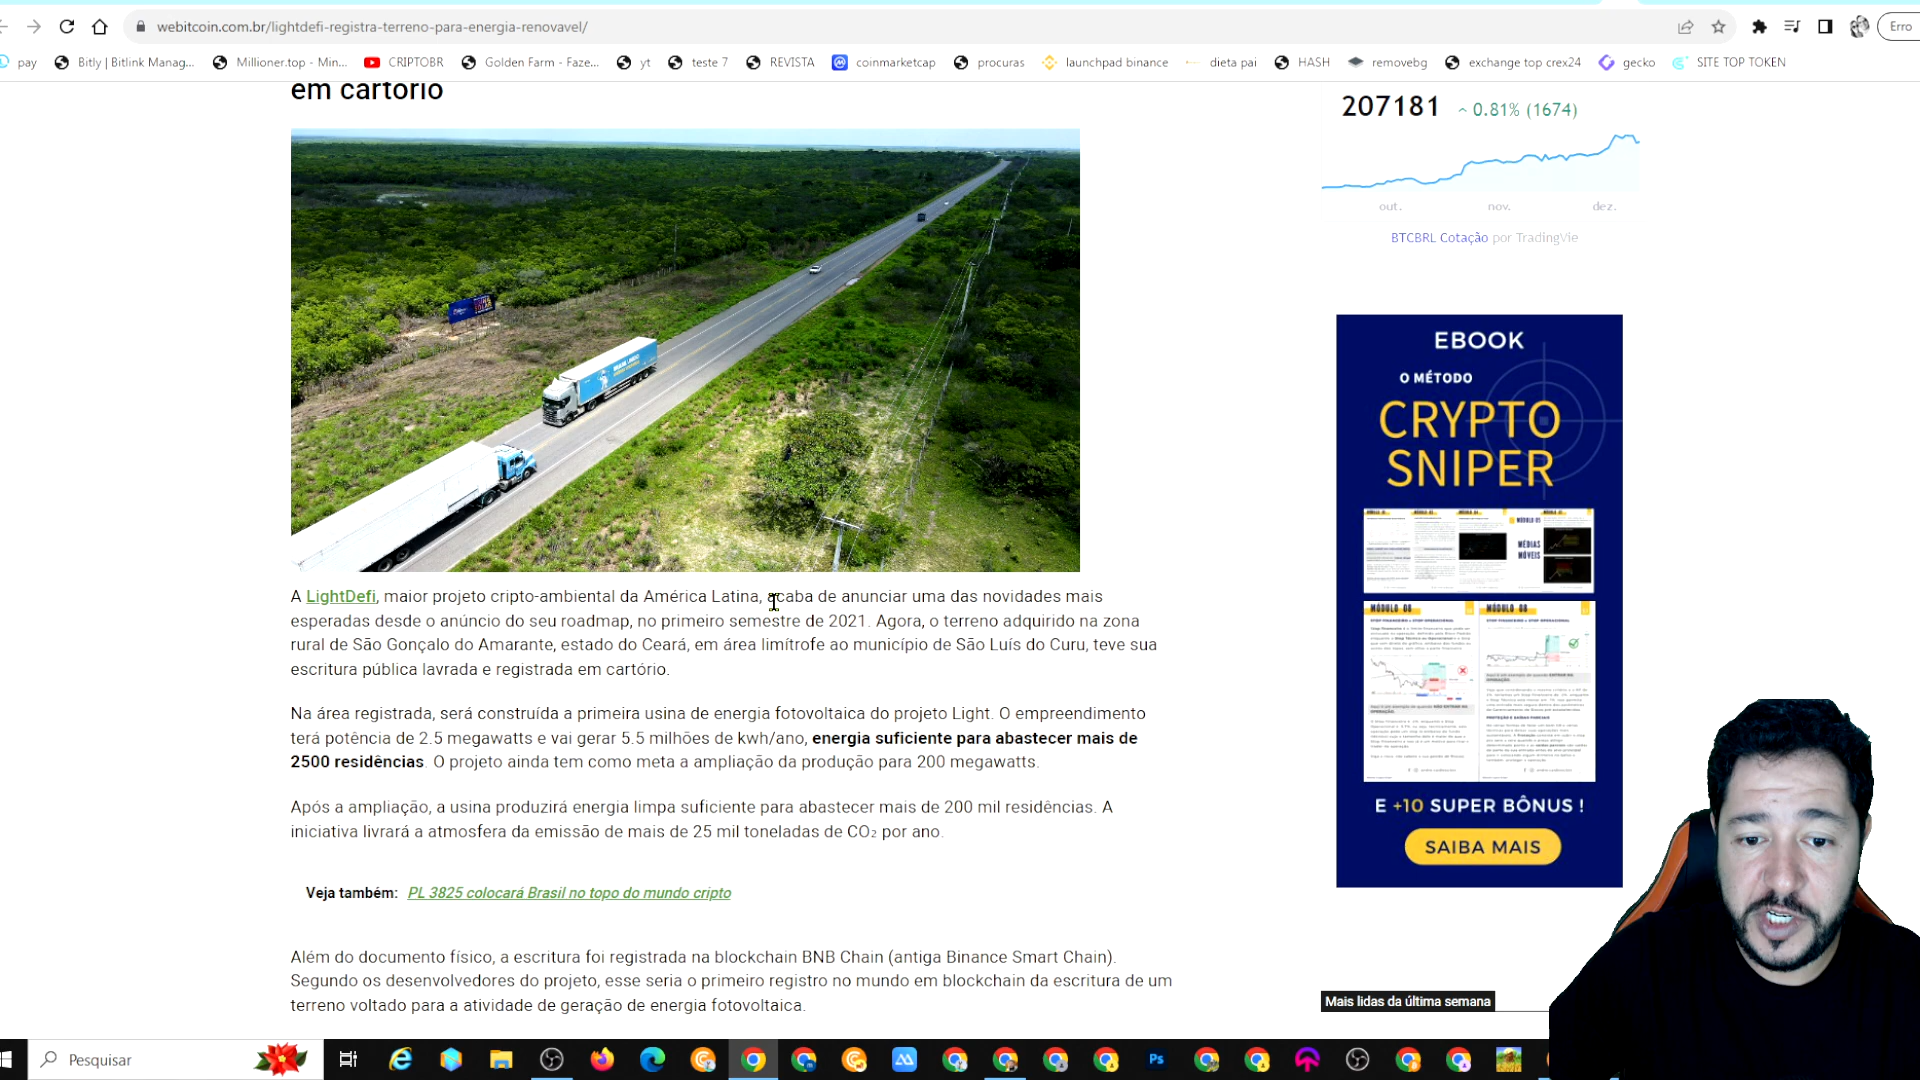 webitcoin.com.br/lightdefi-registra-terreno-para-energia-renovavel/
Erro
pay
Bitly | Bitlink Manag...
Millioner.top - Min...
CRIPTOBR
Golden Farm - Faze...
yt
teste 7
REVISTA
coinmarketcap
procuras
launchpad binance
dieta pai
HASH
removebg
exchange top crex24
gecko
SITE TOP TOKEN
em cartório
A LightDefi, maior projeto cripto-ambiental da América Latina, acaba de anunciar uma das novidades mais
esperadas desde o anúncio do seu roadmap, no primeiro semestre de 2021. Agora, o terreno adquirido na zona
rural de São Gonçalo do Amarante, estado do Ceará, em área limítrofe ao município de São Luís do Curu, teve sua
escritura pública lavrada e registrada em cartório.
Na área registrada, será construída a primeira usina de energia fotovoltaica do projeto Light. O empreendimento
terá potência de 2.5 megawatts e vai gerar 5.5 milhões de kwh/ano, energia suficiente para abastecer mais de
2500 residências. O projeto ainda tem como meta a ampliação da produção para 200 megawatts.
Após a ampliação, a usina produzirá energia limpa suficiente para abastecer mais de 200 mil residências. A
iniciativa livrará a atmosfera da emissão de mais de 25 mil toneladas de CO₂ por ano.
Veja também: PL 3825 colocará Brasil no topo do mundo cripto
Além do documento físico, a escritura foi registrada na blockchain BNB Chain (antiga Binance Smart Chain).
Segundo os desenvolvedores do projeto, esse seria o primeiro registro no mundo em blockchain da escritura de um
terreno voltado para a atividade de geração de energia fotovoltaica.
207181 0.81% (1674)
out. nov. dez.
BTCBRL Cotação por TradingVie
EBOOK
O MÉTODO
CRYPTO
SNIPER
MÓDULO 05
MÉDIAS
MÓVEIS
MÓDULO 08
MÓDULO 08
E +10 SUPER BÔNUS !
SAIBA MAIS
Mais lidas da última semana
Pesquisar
Ps